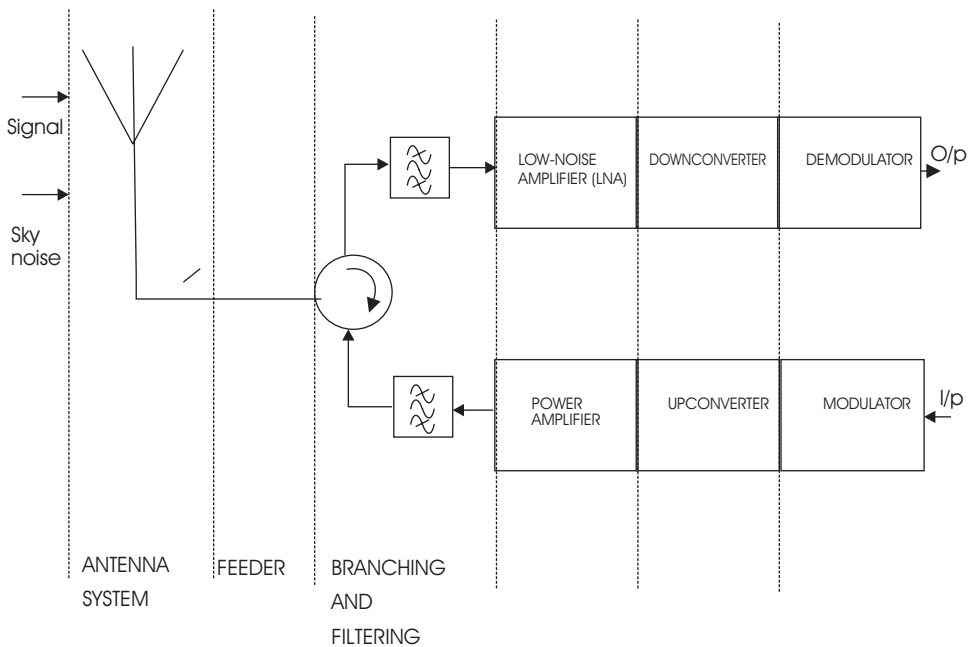 Signal
Sky
noise
LOW-NOISE
AMPLIFIER (LNA)
DOWNCONVERTER
DEMODULATOR
O/p
POWER
AMPLIFIER
UPCONVERTER
MODULATOR
I/p
ANTENNA
SYSTEM
FEEDER
BRANCHING
AND
FILTERING